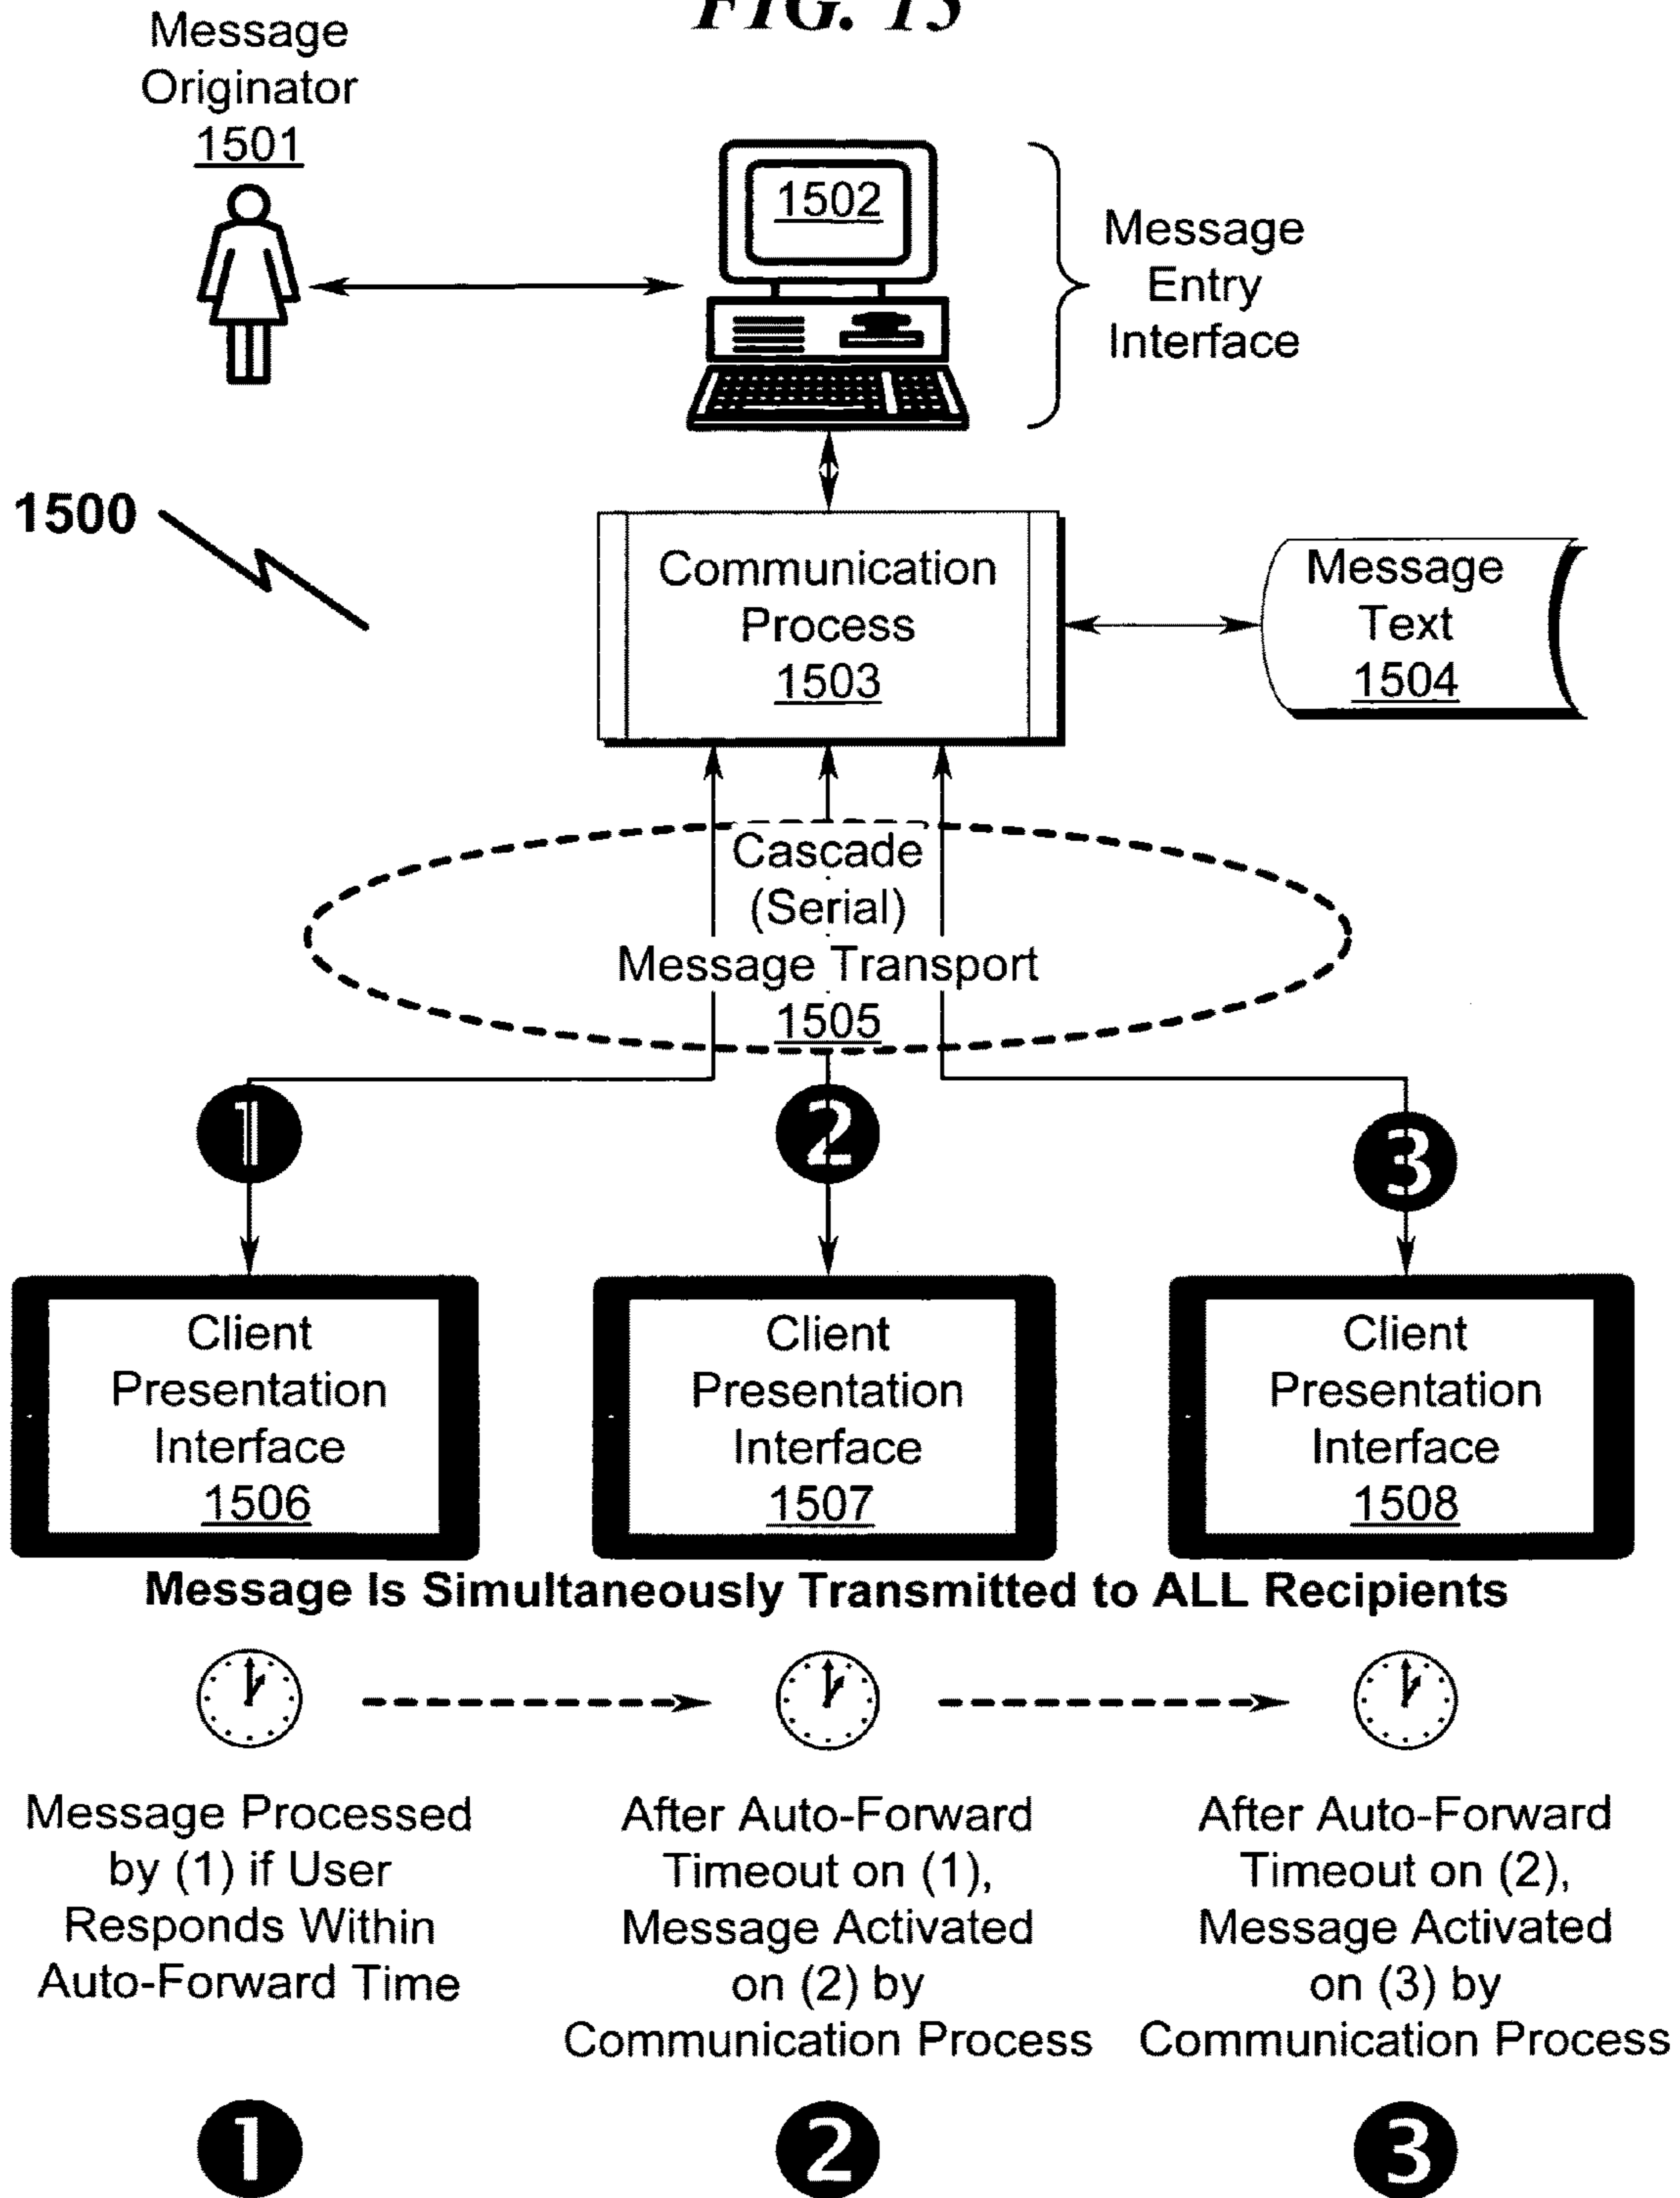 FIG. 15
Message
Originator
1501
1502
Message
Entry
Interface
1500
Communication
Process
1503
Message
Text
1504
Cascade
(Serial)
Message Transport
1505
1
2
3
Client
Presentation
Interface
1506
Client
Presentation
Interface
1507
Client
Presentation
Interface
1508
Message Is Simultaneously Transmitted to ALL Recipients
Message Processed
by (1) if User
Responds Within
Auto-Forward Time
After Auto-Forward
Timeout on (1),
Message Activated
on (2) by
Communication Process
After Auto-Forward
Timeout on (2),
Message Activated
on (3) by
Communication Process
1
2
3